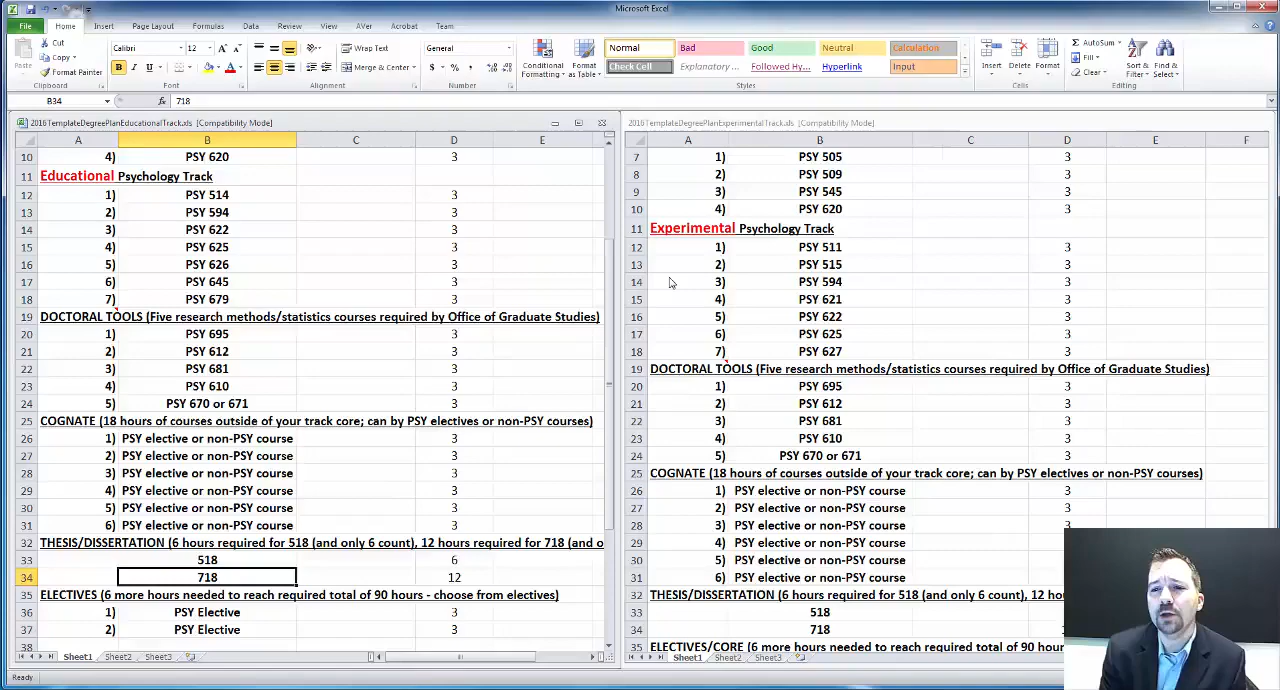 Microsoft Excel
File Home Insert Page Layout Formulas Data Review View AVer Acrobat Team
Cut
Copy
Format Painter
Paste
Clipboard
Calibri 12
B I U
Font
Wrap Text
Merge & Center
Alignment
General
$ % ,
Number
Conditional Formatting
Format as Table
Normal Bad Good Neutral Calculation
Check Cell Explanatory ... Followed Hy... Hyperlink Input
Styles
Insert Delete Format
Cells
AutoSum
Fill
Clear
Sort & Filter
Find & Select
Editing
B34 fx 718
2016TemplateDegreePlanEducationalTrack.xls [Compatibility Mode]
A B C D E
10 4) PSY 620 3
11 Educational Psychology Track
12 1) PSY 514 3
13 2) PSY 594 3
14 3) PSY 622 3
15 4) PSY 625 3
16 5) PSY 626 3
17 6) PSY 645 3
18 7) PSY 679 3
19 DOCTORAL TOOLS (Five research methods/statistics courses required by Office of Graduate Studies)
20 1) PSY 695 3
21 2) PSY 612 3
22 3) PSY 681 3
23 4) PSY 610 3
24 5) PSY 670 or 671 3
25 COGNATE (18 hours of courses outside of your track core; can by PSY electives or non-PSY courses)
26 1) PSY elective or non-PSY course 3
27 2) PSY elective or non-PSY course 3
28 3) PSY elective or non-PSY course 3
29 4) PSY elective or non-PSY course 3
30 5) PSY elective or non-PSY course 3
31 6) PSY elective or non-PSY course 3
32 THESIS/DISSERTATION (6 hours required for 518 (and only 6 count), 12 hours required for 718 (and o
33 518 6
34 718 12
35 ELECTIVES (6 more hours needed to reach required total of 90 hours - choose from electives)
36 1) PSY Elective 3
37 2) PSY Elective 3
38
Sheet1 Sheet2 Sheet3
2016TemplateDegreePlanExperimentalTrack.xls [Compatibility Mode]
A B C D E F
7 1) PSY 505 3
8 2) PSY 509 3
9 3) PSY 545 3
10 4) PSY 620 3
11 Experimental Psychology Track
12 1) PSY 511 3
13 2) PSY 515 3
14 3) PSY 594 3
15 4) PSY 621 3
16 5) PSY 622 3
17 6) PSY 625 3
18 7) PSY 627 3
19 DOCTORAL TOOLS (Five research methods/statistics courses required by Office of Graduate Studies)
20 1) PSY 695 3
21 2) PSY 612 3
22 3) PSY 681 3
23 4) PSY 610 3
24 5) PSY 670 or 671 3
25 COGNATE (18 hours of courses outside of your track core; can by PSY electives or non-PSY courses)
26 1) PSY elective or non-PSY course 3
27 2) PSY elective or non-PSY course 3
28 3) PSY elective or non-PSY course 3
29 4) PSY elective or non-PSY course
30 5) PSY elective or non-PSY course
31 6) PSY elective or non-PSY course
32 THESIS/DISSERTATION (6 hours required for 518 (and only 6 count), 12 hour
33 518
34 718
35 ELECTIVES/CORE (6 more hours needed to reach required total of 90 hours
Sheet1 Sheet2 Sheet3
Ready